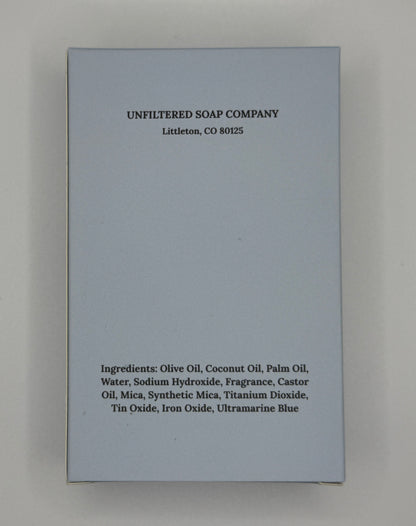 UNFILTERED SOAP COMPANY
Littleton, CO 80125
Ingredients: Olive Oil, Coconut Oil, Palm Oil,
Water, Sodium Hydroxide, Fragrance, Castor
Oil, Mica, Synthetic Mica, Titanium Dioxide,
Tin Oxide, Iron Oxide, Ultramarine Blue